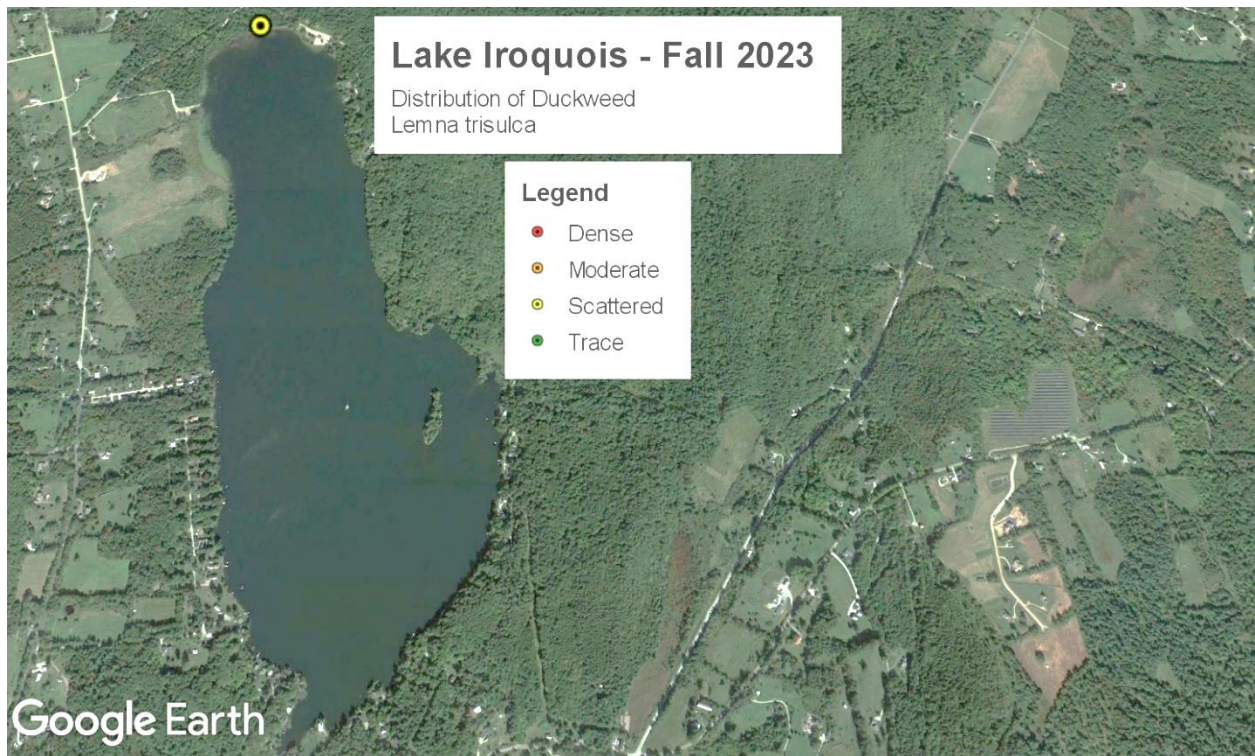 Lake Iroquois - Fall 2023
Distribution of Duckweed
Lemna trisulca
Legend
Dense
Moderate
Scattered
Trace
Google Earth